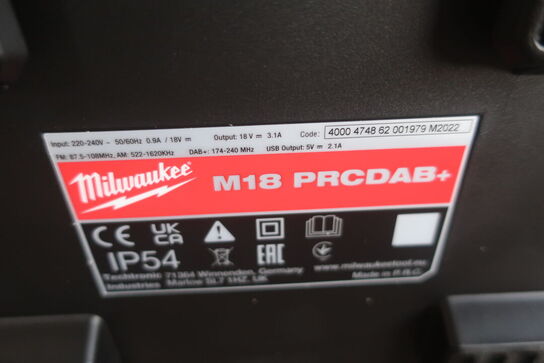 Input: 220-240V - 50/60Hz 0.9A / 18V ⎓ Output: 18 V ⎓ 3.1A Code: 4000 4748 62 001979 M2022
FM: 87.5-108MHz, AM: 522-1620KHz DAB+: 174-240 MHz USB Output: 5V ⎓ 2.1A
Milwaukee M18 PRCDAB+
CE UK CA EAC
IP54
Techtronic 71364 Winnenden, Germany www.milwaukeetool.eu
Industries Marlow SL7 1HZ, UK Made in P.R.C.